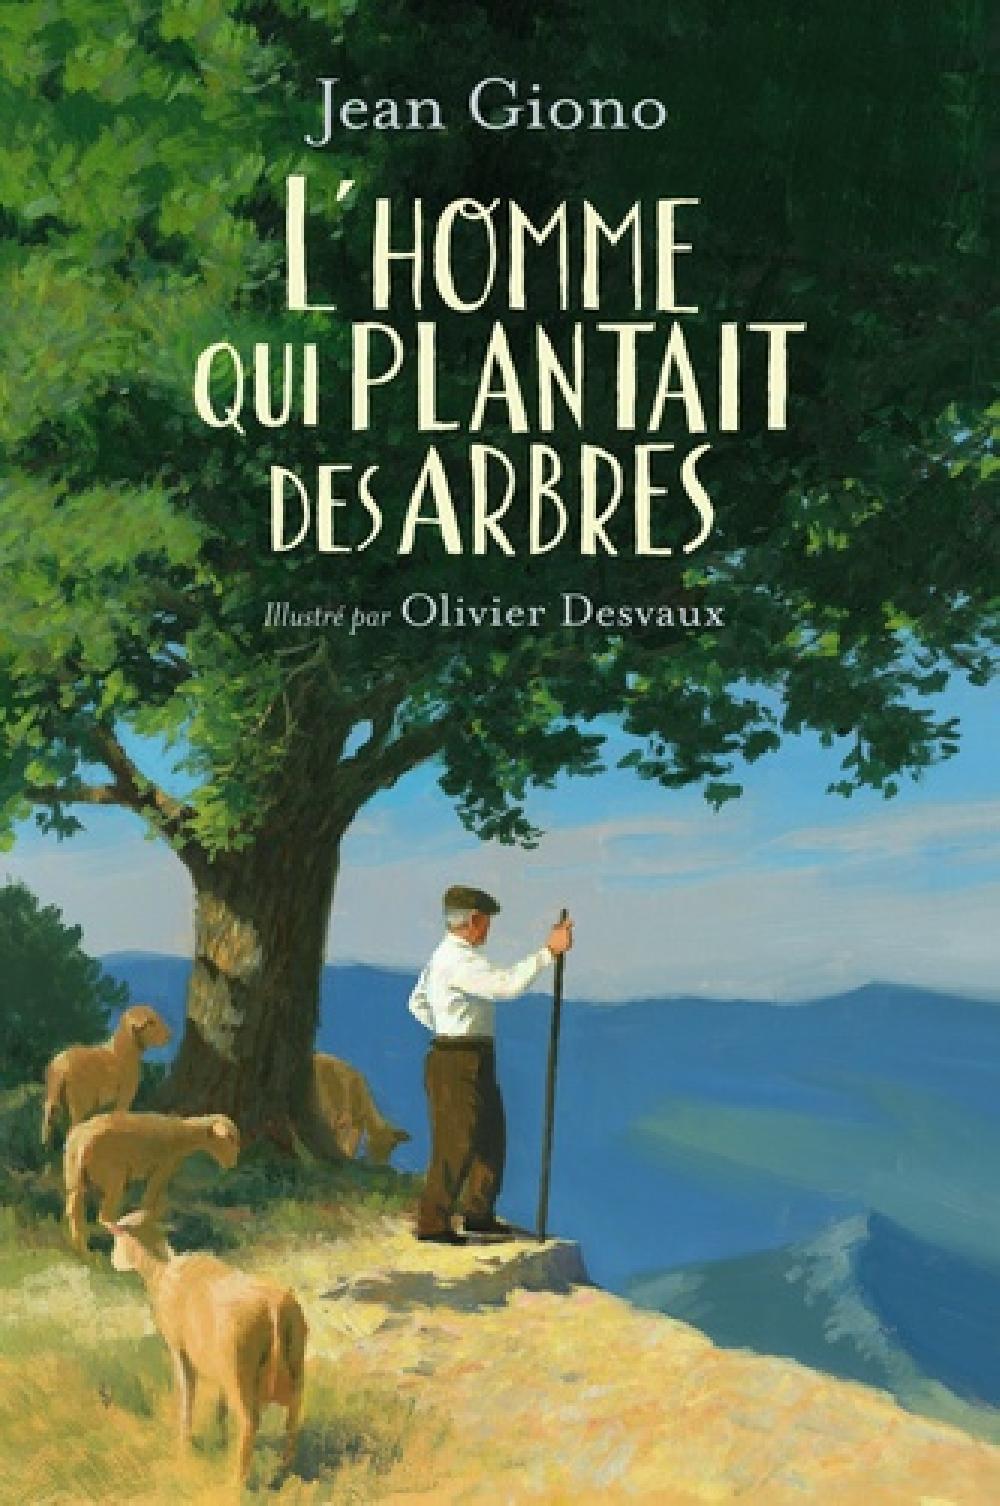 Jean Giono
L'HOMME
QUI PLANTAIT
DES ARBRES
Illustré par Olivier Desvaux